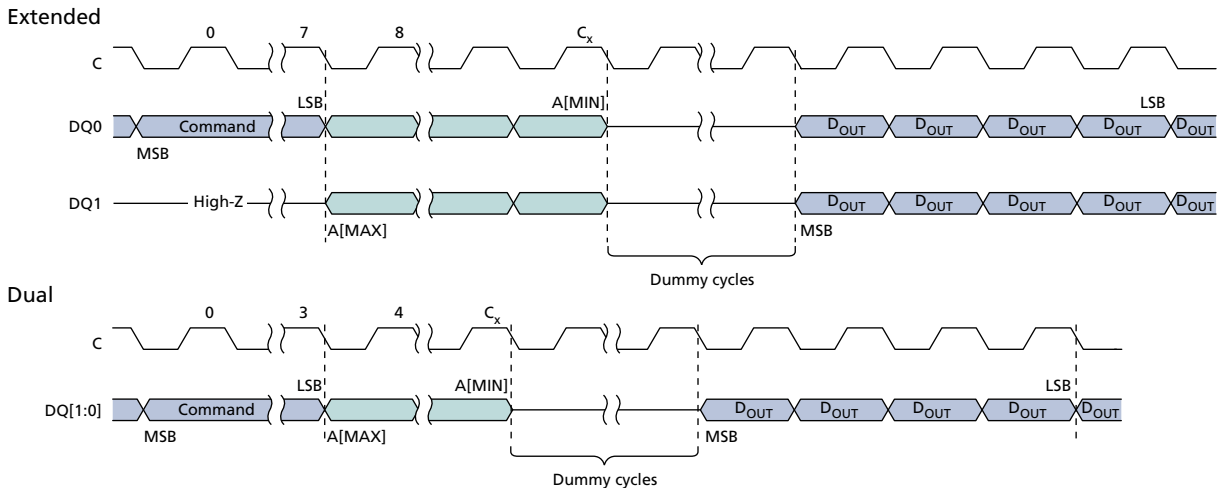 Extended
0 7 8 Cx
C
LSB A[MIN] LSB
DQ0 Command DOUT DOUT DOUT DOUT DOUT
MSB
DQ1 High-Z DOUT DOUT DOUT DOUT DOUT
A[MAX] MSB
Dummy cycles
Dual
0 3 4 Cx
C
LSB A[MIN] LSB
DQ[1:0] Command DOUT DOUT DOUT DOUT DOUT
MSB A[MAX] MSB
Dummy cycles